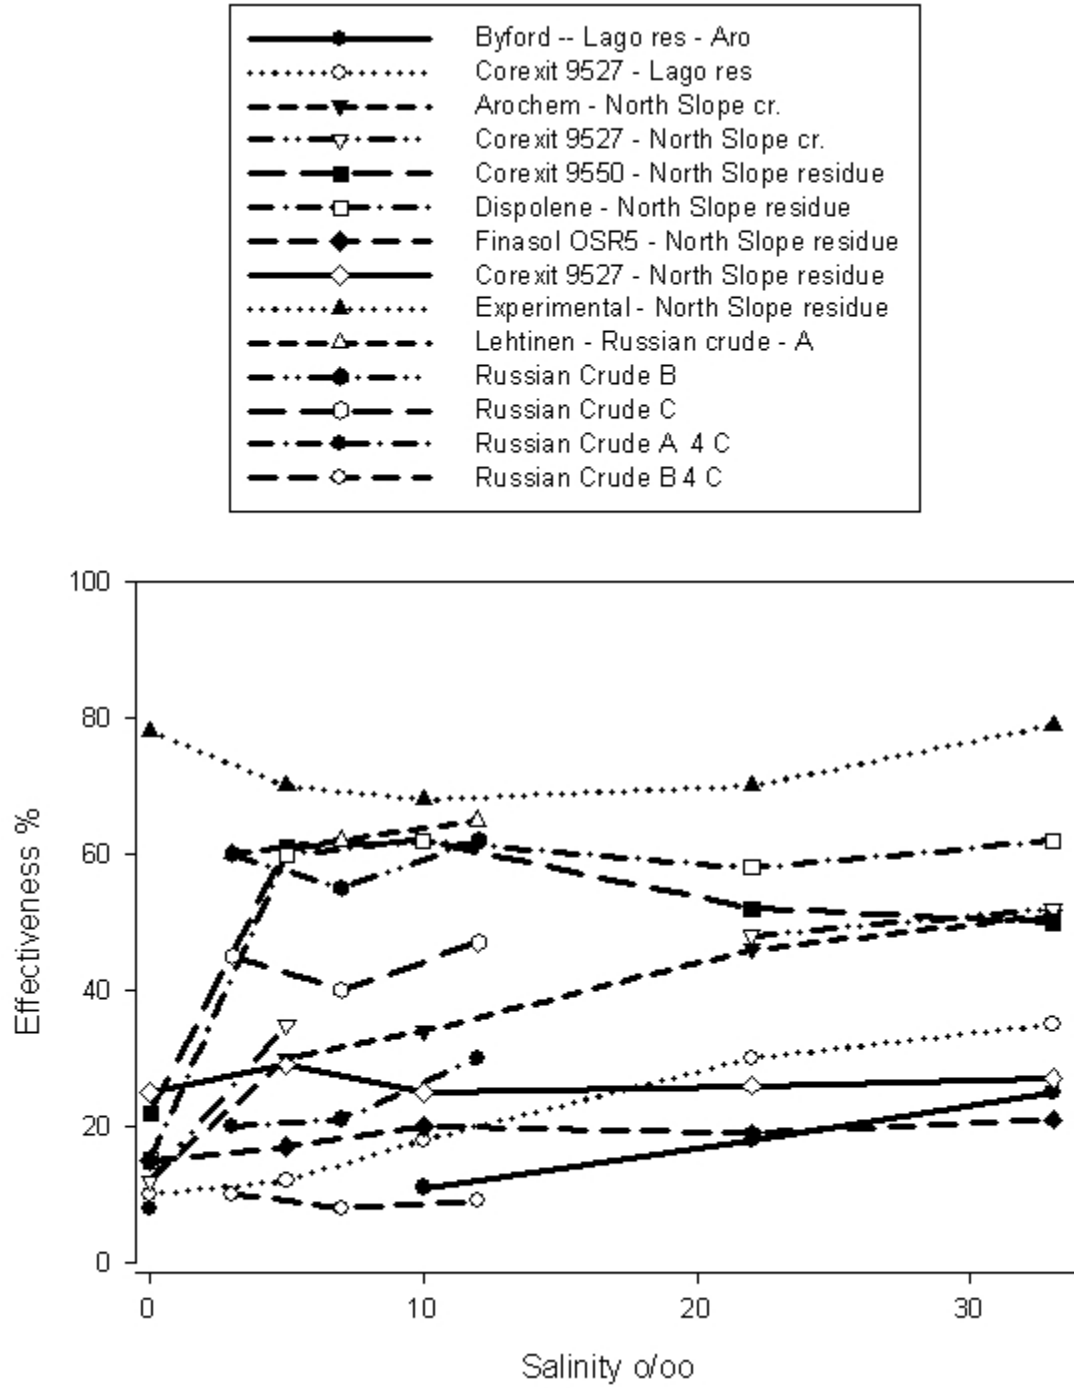 Byford -- Lago res - Aro
Corexit 9527 - Lago res
Arochem - North Slope cr.
Corexit 9527 - North Slope cr.
Corexit 9550 - North Slope residue
Dispolene - North Slope residue
Finasol OSR5 - North Slope residue
Corexit 9527 - North Slope residue
Experimental - North Slope residue
Lehtinen - Russian crude - A
Russian Crude B
Russian Crude C
Russian Crude A 4 C
Russian Crude B 4 C
100
80
60
40
20
0
Effectiveness %
0 10 20 30
Salinity o/oo